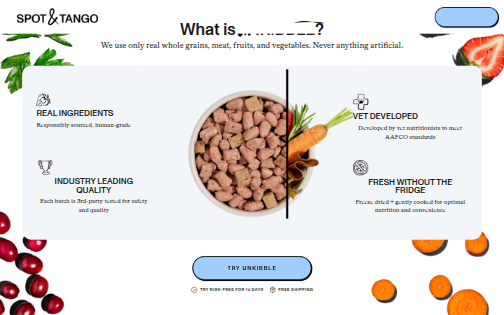 SPOT & TANGO
What is
We use only real whole grains, meat, fruits, and vegetables. Never anything artificial.
REAL INGREDIENTS
Responsibly sourced, human-grade
INDUSTRY LEADING
QUALITY
Each batch is 3rd-party tested for safety
and quality
VET DEVELOPED
Developed by vet nutritionists to meet
AAFCO standards
FRESH WITHOUT THE
FRIDGE
Freeze dried + gently cooked for optimal
nutrition and convenience
TRY UNKIBBLE
TRY RISK-FREE FOR 14 DAYS FREE SHIPPING